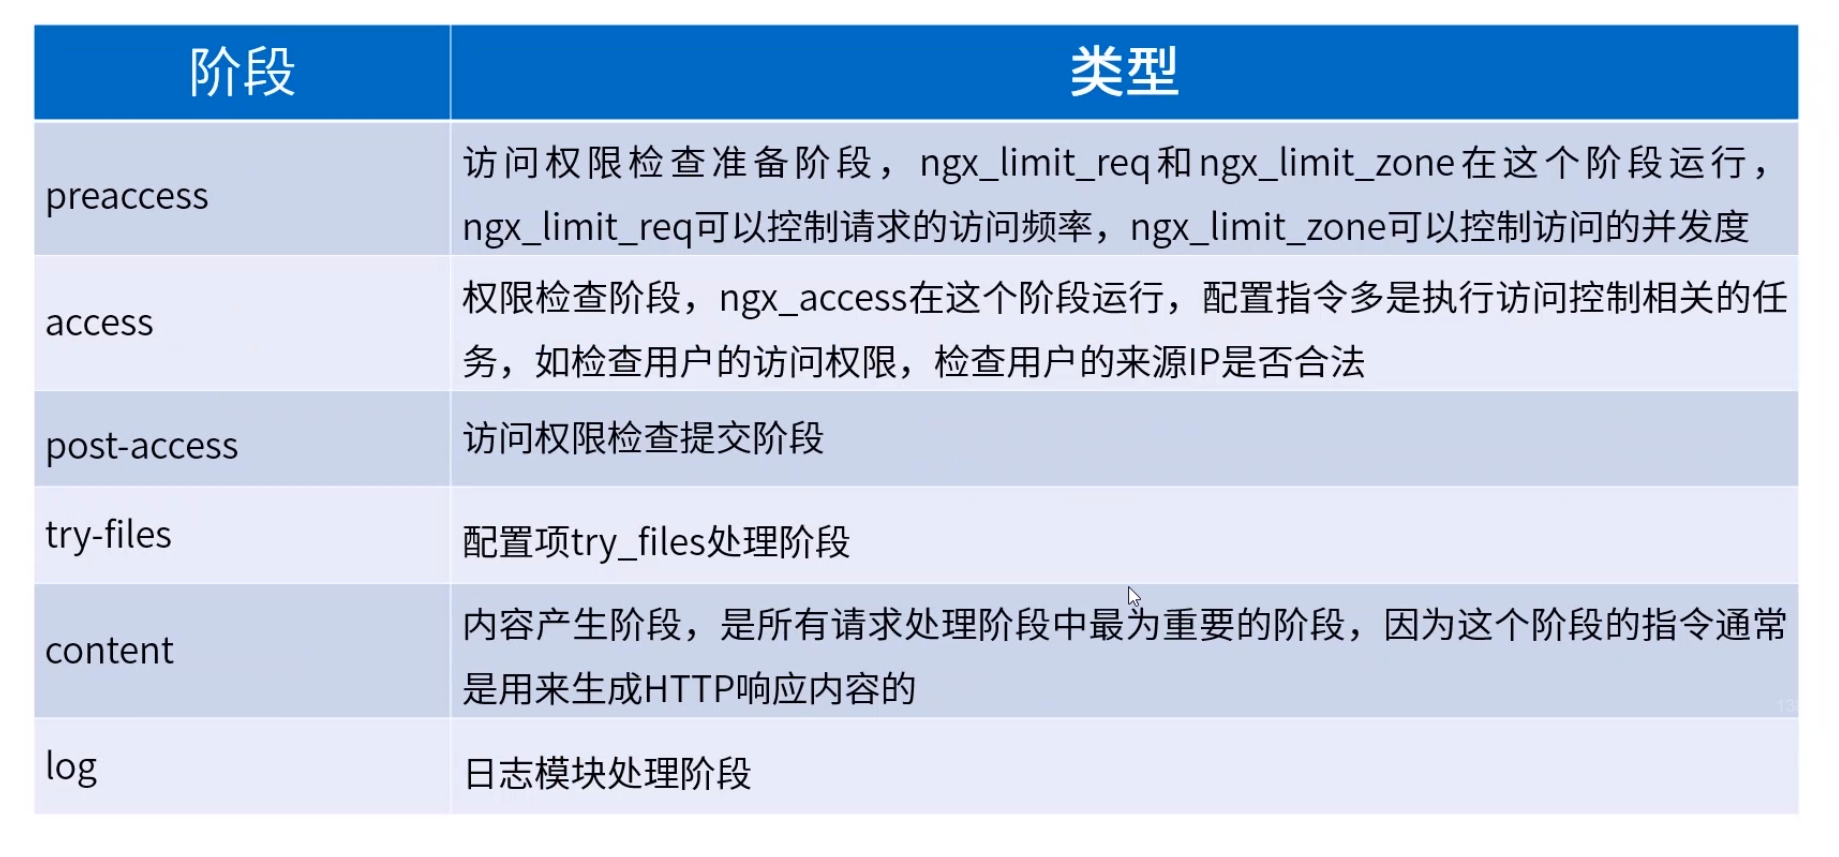 阶段
类型
preaccess
访问权限检查准备阶段，ngx_limit_req和ngx_limit_zone在这个阶段运行，
ngx_limit_req可以控制请求的访问频率，ngx_limit_zone可以控制访问的并发度
access
权限检查阶段，ngx_access在这个阶段运行，配置指令多是执行访问控制相关的任
务，如检查用户的访问权限，检查用户的来源IP是否合法
post-access
访问权限检查提交阶段
try-files
配置项try_files处理阶段
content
内容产生阶段，是所有请求处理阶段中最为重要的阶段，因为这个阶段的指令通常
是用来生成HTTP响应内容的
log
日志模块处理阶段